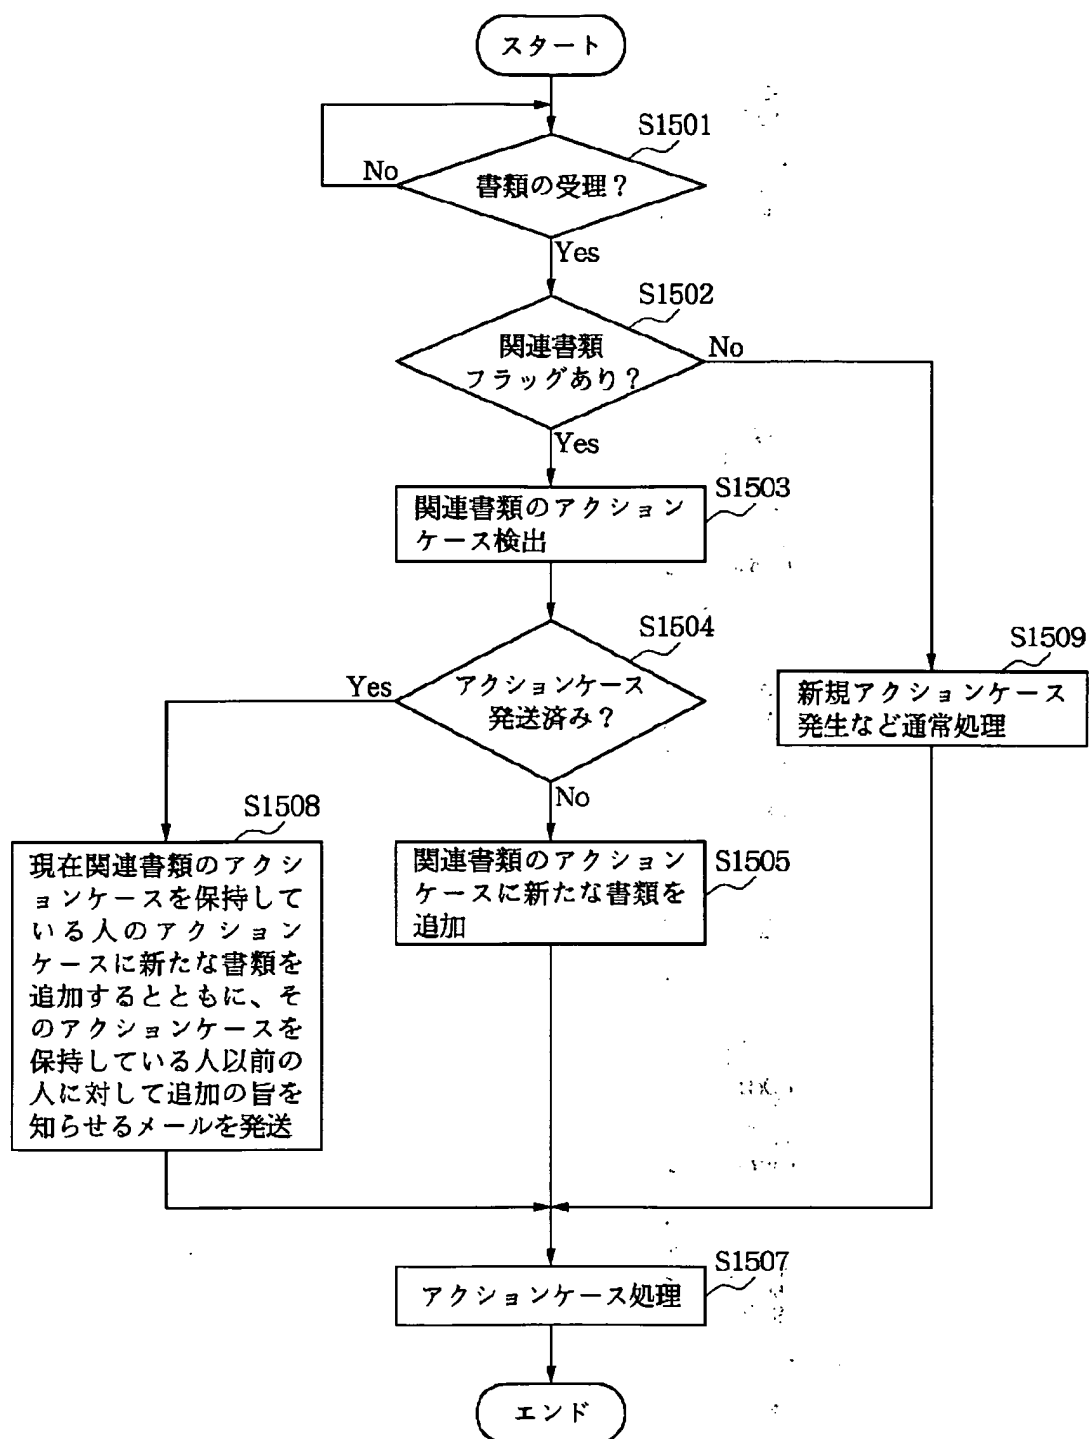 スタート
S1501
No
書類の受理？
Yes
S1502
関連書類
フラッグあり？
No
Yes
S1503
関連書類のアクション
ケース検出
S1504
Yes
アクションケース
発送済み？
No
S1509
新規アクションケース
発生など通常処理
S1508
現在関連書類のアクシ
ョンケースを保持して
いる人のアクション
ケースに新たな書類を
追加するとともに、そ
のアクションケースを
保持している人以前の
人に対して追加の旨を
知らせるメールを発送
S1505
関連書類のアクション
ケースに新たな書類を
追加
S1507
アクションケース処理
エンド